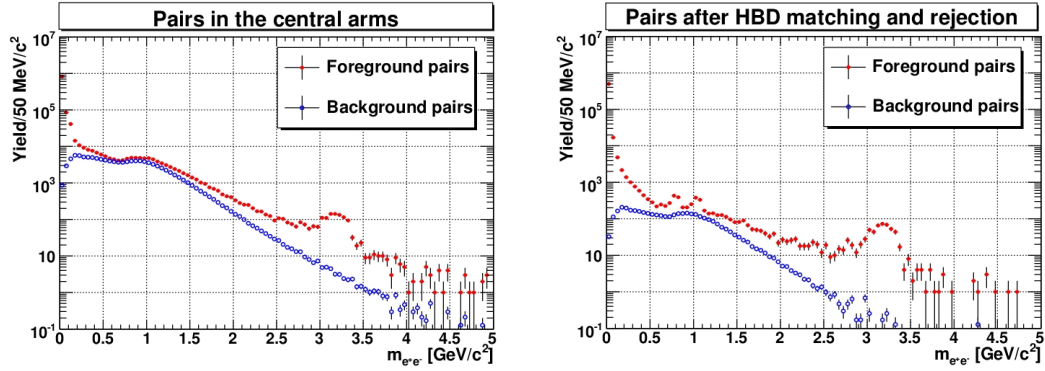 Pairs in the central arms
Yield/50 MeV/c²
10⁷
10⁵
10³
10
10⁻¹
Foreground pairs
Background pairs
0 0.5 1 1.5 2 2.5 3 3.5 4 4.5 5
m e⁺e⁻ [GeV/c²]
Pairs after HBD matching and rejection
Yield/50 MeV/c²
10⁷
10⁵
10³
10
10⁻¹
Foreground pairs
Background pairs
0 0.5 1 1.5 2 2.5 3 3.5 4 4.5 5
m e⁺e⁻ [GeV/c²]